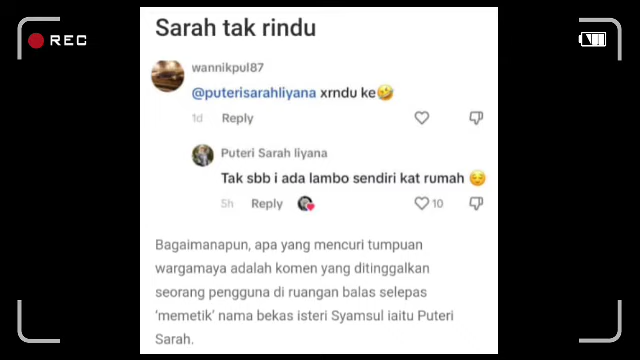 REC
Sarah tak rindu
wannikpul87
@puterisarahliyana xrndu ke🤣
1d Reply
Puteri Sarah liyana
Tak sbb i ada lambo sendiri kat rumah 😌
5h Reply 10
Bagaimanapun, apa yang mencuri tumpuan
wargamaya adalah komen yang ditinggalkan
seorang pengguna di ruangan balas selepas
‘memetik’ nama bekas isteri Syamsul iaitu Puteri
Sarah.